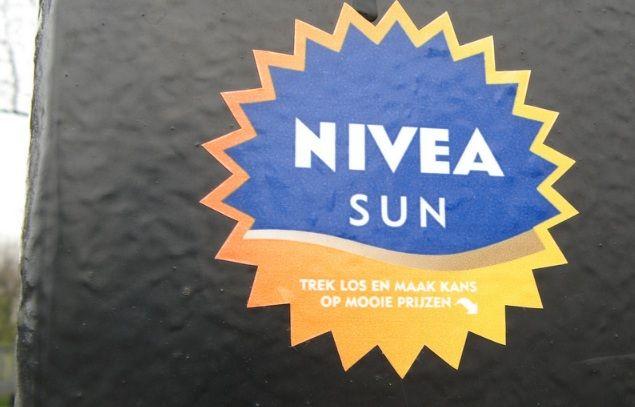 NIVEA
SUN
TREK LOS EN MAAK KANS
OP MOOIE PRIJZEN